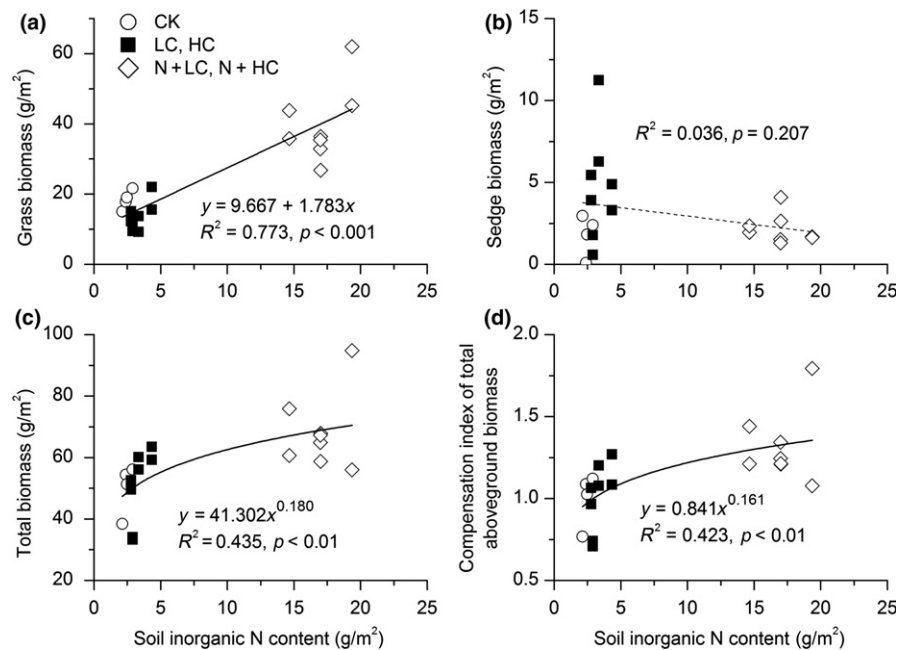 (a)
CK
LC, HC
N+LC, N + HC
Grass biomass (g/m²)
60
40
20
0
y = 9.667 + 1.783x
R² = 0.773, p < 0.001
0 5 10 15 20 25
(b)
Sedge biomass (g/m²)
15
10
5
0
R² = 0.036, p = 0.207
0 5 10 15 20 25
(c)
Total biomass (g/m²)
100
80
60
40
20
y = 41.302x^0.180
R² = 0.435, p < 0.01
0 5 10 15 20 25
Soil inorganic N content (g/m²)
(d)
Compensation index of total
aboveground biomass
2.0
1.5
1.0
0.5
y = 0.841x^0.161
R² = 0.423, p < 0.01
0 5 10 15 20 25
Soil inorganic N content (g/m²)